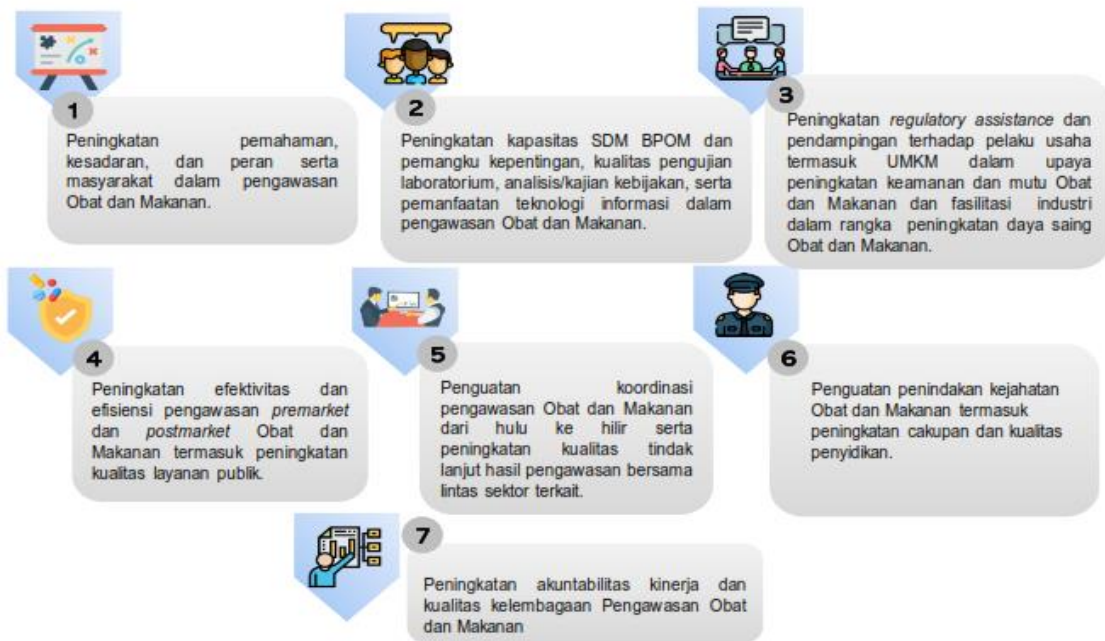 1
Peningkatan pemahaman,
kesadaran, dan peran serta
masyarakat dalam pengawasan
Obat dan Makanan.
2
Peningkatan kapasitas SDM BPOM dan
pemangku kepentingan, kualitas pengujian
laboratorium, analisis/kajian kebijakan, serta
pemanfaatan teknologi informasi dalam
pengawasan Obat dan Makanan.
3
Peningkatan regulatory assistance dan
pendampingan terhadap pelaku usaha
termasuk UMKM dalam upaya
peningkatan keamanan dan mutu Obat
dan Makanan dan fasilitasi industri
dalam rangka peningkatan daya saing
Obat dan Makanan.
4
Peningkatan efektivitas dan
efisiensi pengawasan premarket
dan postmarket Obat dan
Makanan termasuk peningkatan
kualitas layanan publik.
5
Penguatan koordinasi
pengawasan Obat dan Makanan
dari hulu ke hilir serta
peningkatan kualitas tindak
lanjut hasil pengawasan bersama
lintas sektor terkait.
6
Penguatan penindakan kejahatan
Obat dan Makanan termasuk
peningkatan cakupan dan kualitas
penyidikan.
7
Peningkatan akuntabilitas kinerja dan
kualitas kelembagaan Pengawasan Obat
dan Makanan